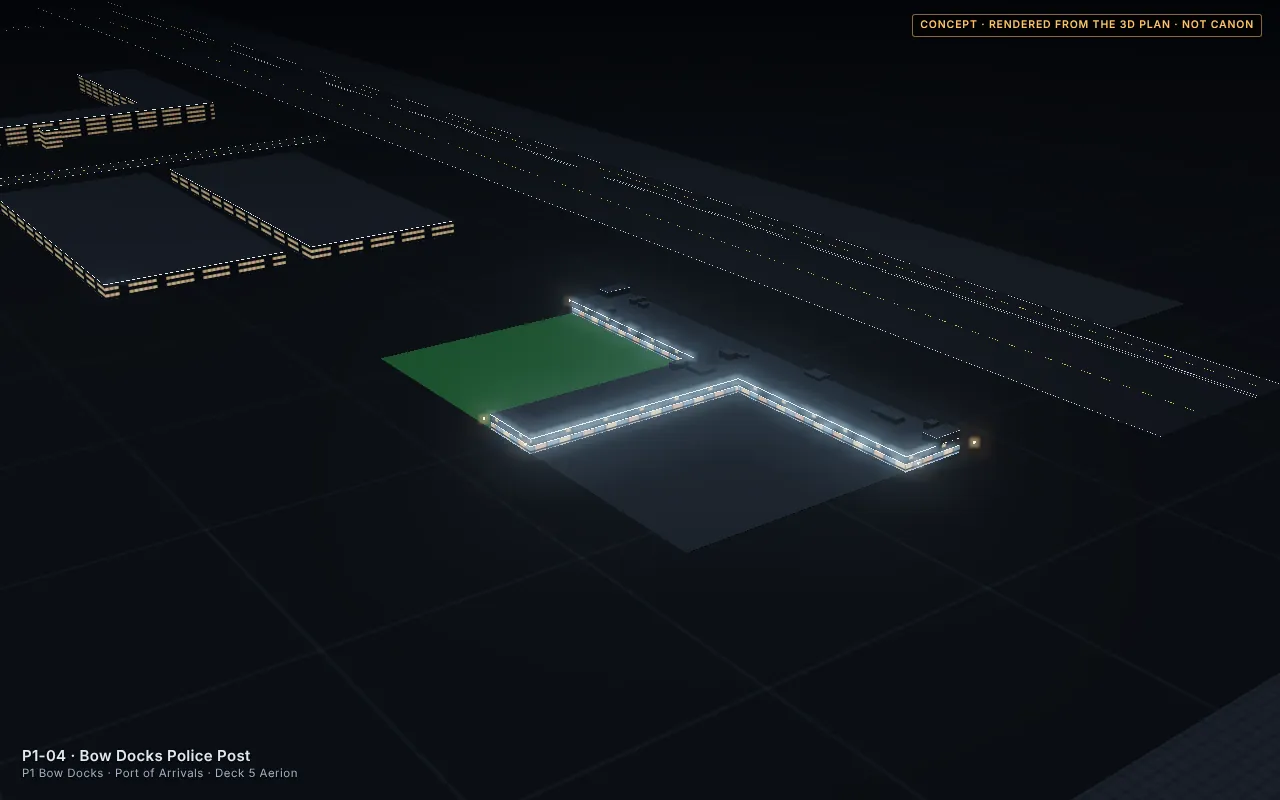 CONCEPT · RENDERED FROM THE 3D PLAN · NOT CANON
P1-04 · Bow Docks Police Post
P1 Bow Docks · Port of Arrivals · Deck 5 Aerion